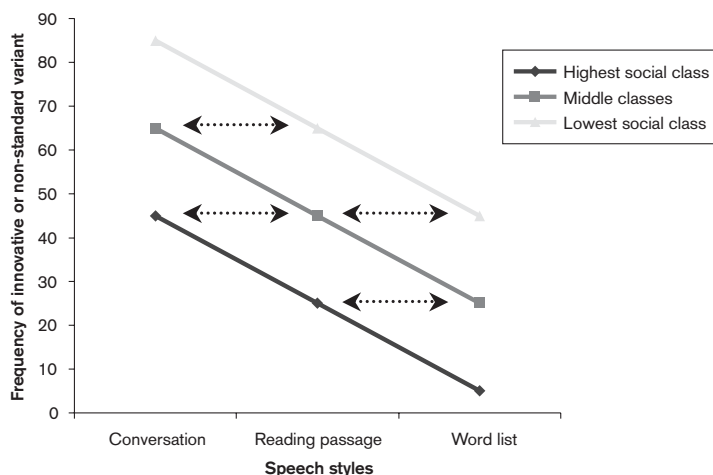 Frequency of innovative or non-standard variant
90
80
70
60
50
40
30
20
10
0
Conversation
Reading passage
Word list
Speech styles
Highest social class
Middle classes
Lowest social class